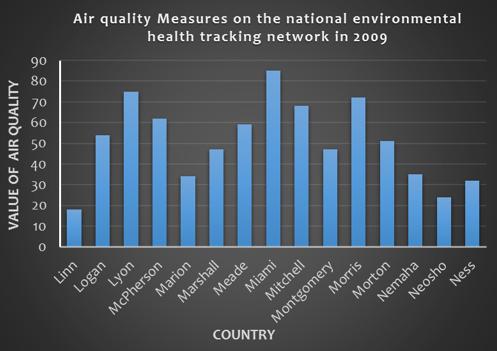 Air quality Measures on the national environmental
health tracking network in 2009
VALUE OF AIR QUALITY
90
80
70
60
50
40
30
20
10
0
Linn
Logan
Lyon
McPherson
Marion
Marshall
Meade
Miami
Mitchell
Montgomery
Morris
Morton
Nemaha
Neosho
Ness
COUNTRY